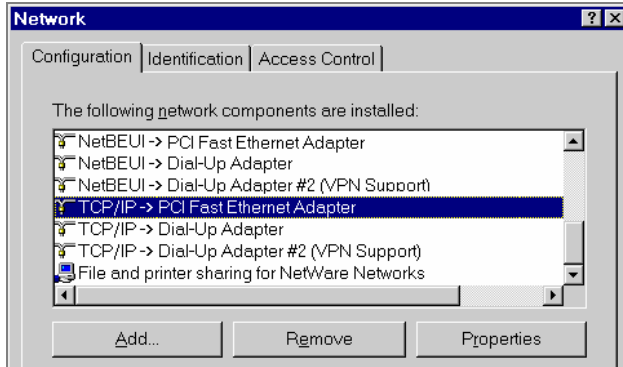 Network
Configuration Identification Access Control
The following network components are installed:
NetBEUI -> PCI Fast Ethernet Adapter
NetBEUI -> Dial-Up Adapter
NetBEUI -> Dial-Up Adapter #2 (VPN Support)
TCP/IP -> PCI Fast Ethernet Adapter
TCP/IP -> Dial-Up Adapter
TCP/IP -> Dial-Up Adapter #2 (VPN Support)
File and printer sharing for NetWare Networks
Add... Remove Properties